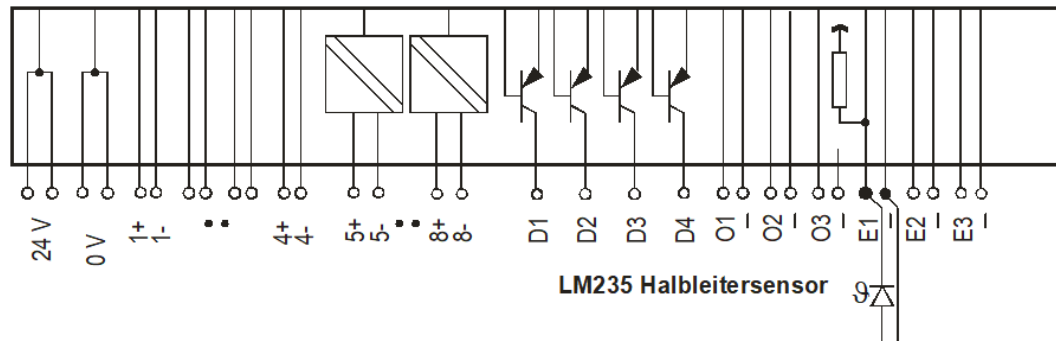 24 V 0 V 1+ 1- •• 4+ 4- 5+ 5- •• 8+ 8- D1 D2 D3 D4 O1 – O2 – O3 – E1 – E2 – E3 –
LM235 Halbleitersensor ϑ